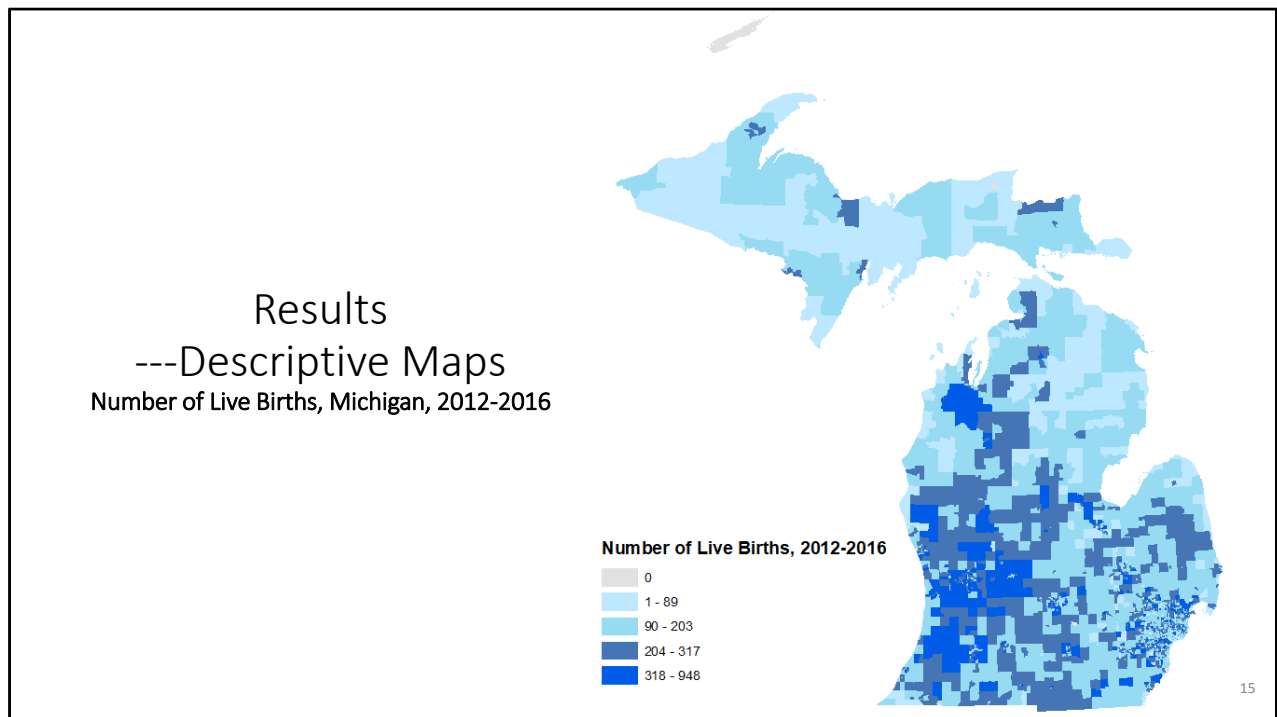 Results
---Descriptive Maps
Number of Live Births, Michigan, 2012-2016
Number of Live Births, 2012-2016
0
1 - 89
90 - 203
204 - 317
318 - 948
15